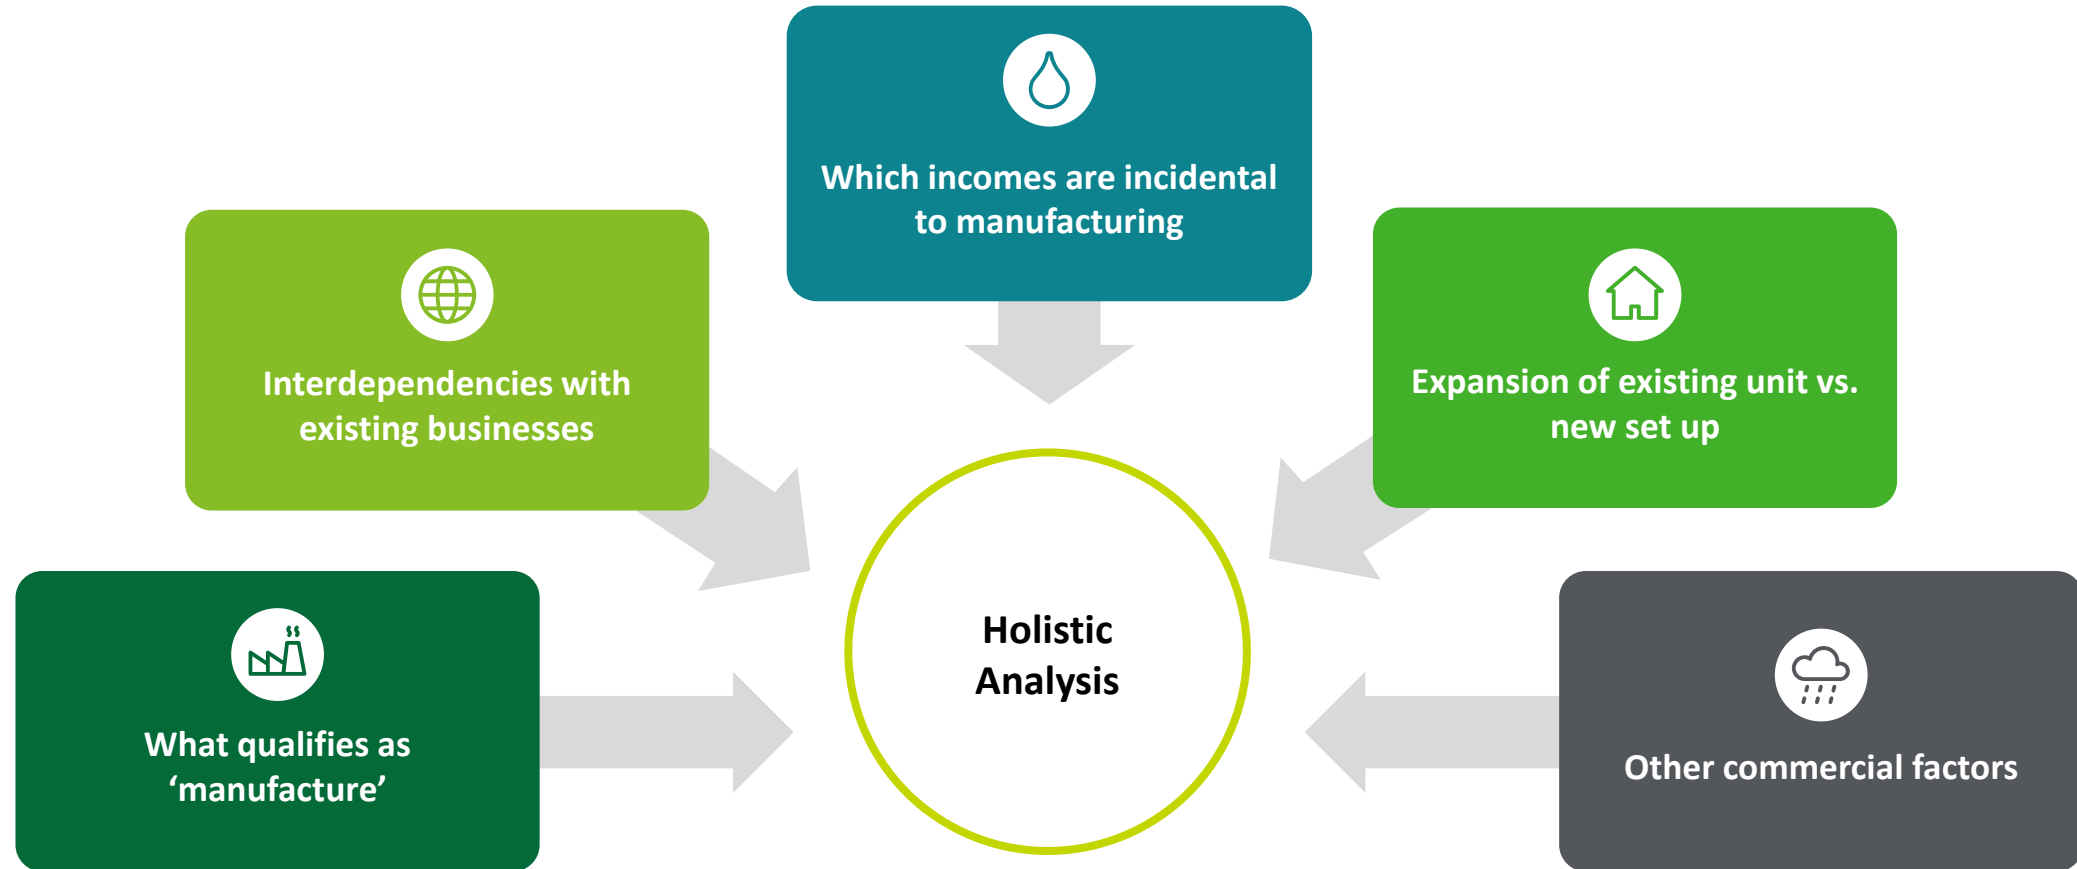 Which incomes are incidental
to manufacturing
Interdependencies with
existing businesses
Expansion of existing unit vs.
new set up
What qualifies as
‘manufacture’
Holistic
Analysis
Other commercial factors